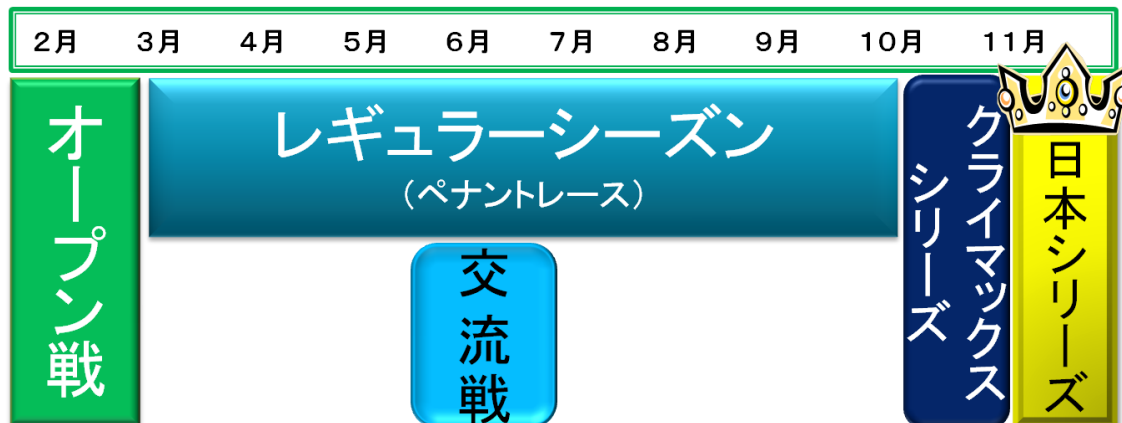 2月 3月 4月 5月 6月 7月 8月 9月 10月 11月
オープン戦
レギュラーシーズン
（ペナントレース）
交流戦
クライマックス
シリーズ
日本シリーズ